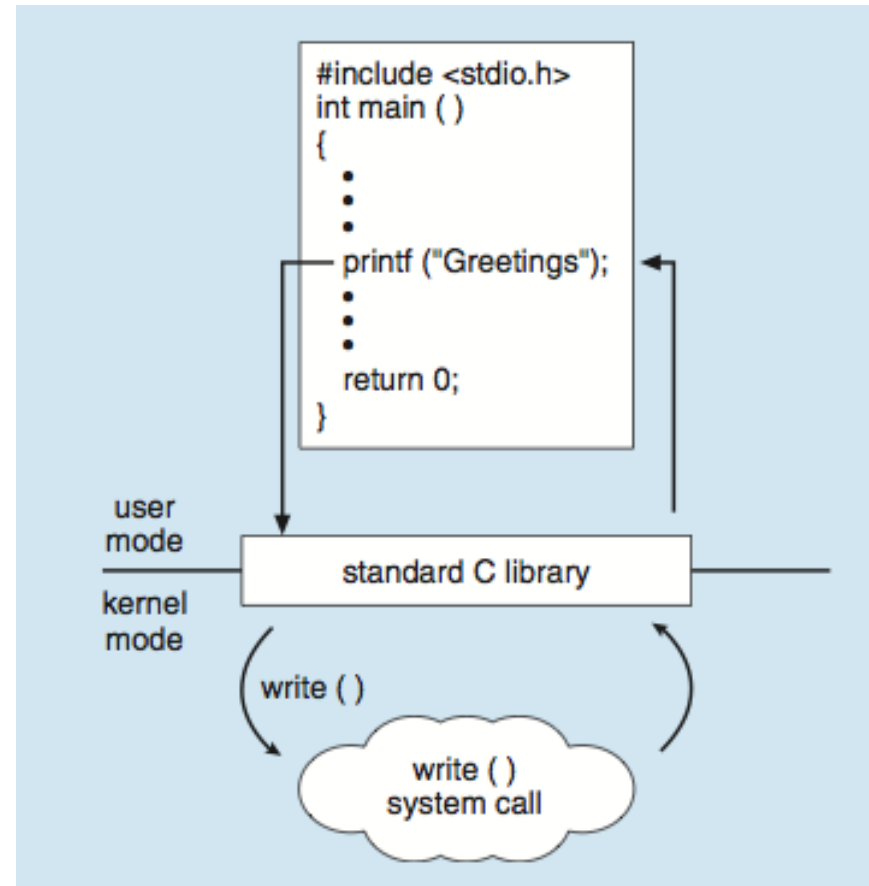 #include <stdio.h>
int main ( )
{
•
•
•
printf ("Greetings");
•
•
•
return 0;
}
user
mode
standard C library
kernel
mode
write ( )
write ( )
system call